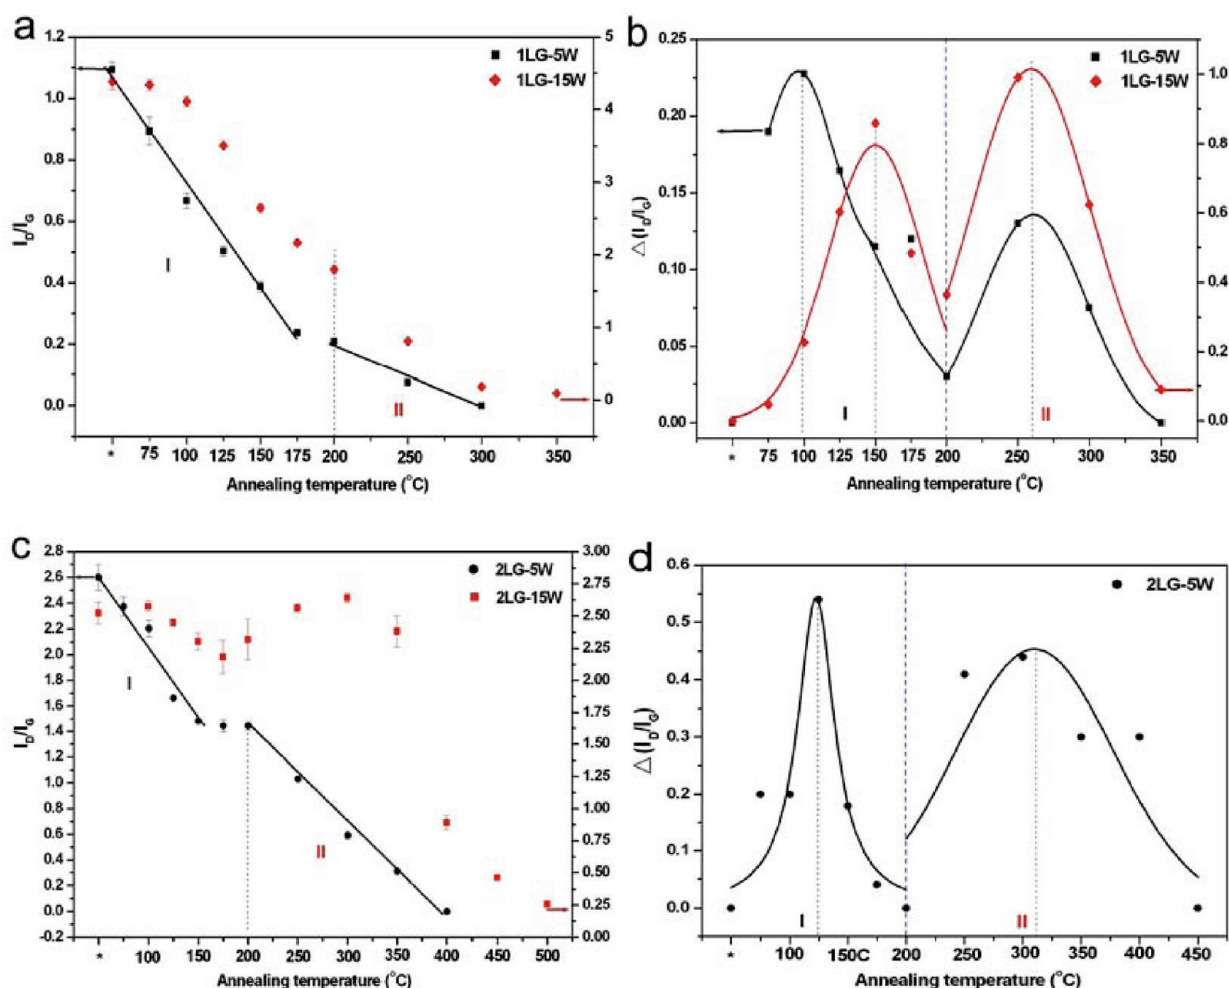 a
1LG-5W
1LG-15W
1.2
1.0
0.8
0.6
0.4
0.2
0.0
I_D/I_G
5
4
3
2
1
0
I
II
* 75 100 125 150 175 200 250 300 350
Annealing temperature (°C)
b
1LG-5W
1LG-15W
0.25
0.20
0.15
0.10
0.05
0.00
△(I_D/I_G)
1.0
0.8
0.6
0.4
0.2
0.0
I
II
* 75 100 125 150 175 200 250 300 350
Annealing temperature (°C)
c
2LG-5W
2LG-15W
2.8
2.6
2.4
2.2
2.0
1.8
1.6
1.4
1.2
1.0
0.8
0.6
0.4
0.2
0.0
-0.2
I_D/I_G
3.00
2.75
2.50
2.25
2.00
1.75
1.50
1.25
1.00
0.75
0.50
0.25
0.00
I
II
* 100 150 200 250 300 350 400 450 500
Annealing temperature (°C)
d
2LG-5W
0.6
0.5
0.4
0.3
0.2
0.1
0.0
△(I_D/I_G)
I
II
* 100 150C 200 250 300 350 400 450
Annealing temperature (°C)